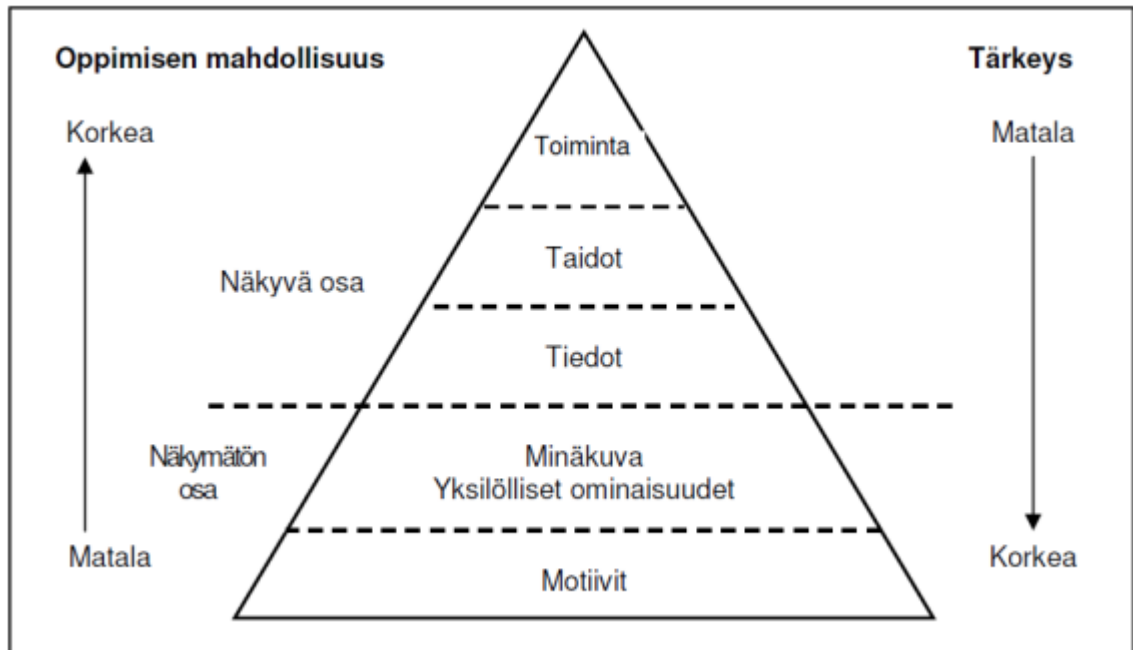 Oppimisen mahdollisuus
Tärkeys
Korkea
Matala
Toiminta
Taidot
Näkyvä osa
Tiedot
Näkymätön
osa
Minäkuva
Yksilölliset ominaisuudet
Matala
Korkea
Motiivit